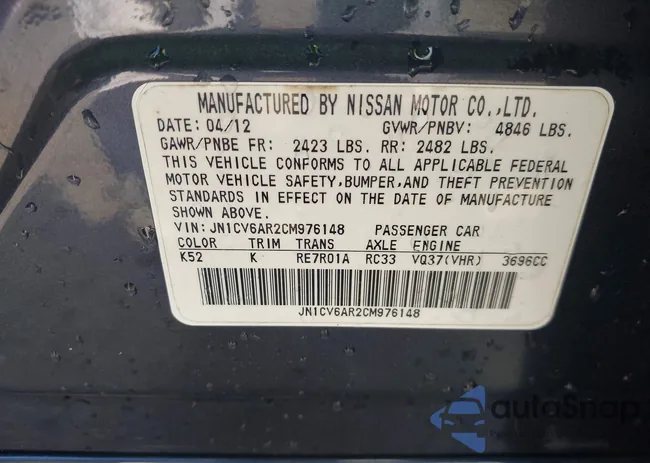 MANUFACTURED BY NISSAN MOTOR CO.,LTD.
DATE: 04/12 GVWR/PNBV: 4846 LBS.
GAWR/PNBE FR: 2423 LBS. RR: 2482 LBS.
THIS VEHICLE CONFORMS TO ALL APPLICABLE FEDERAL
MOTOR VEHICLE SAFETY,BUMPER,AND THEFT PREVENTION
STANDARDS IN EFFECT ON THE DATE OF MANUFACTURE
SHOWN ABOVE.
VIN: JN1CV6AR2CM976148 PASSENGER CAR
COLOR TRIM TRANS AXLE ENGINE
K52 K RE7R01A RC33 VQ37(VHR) 3696CC
JN1CV6AR2CM976148
autoSnap